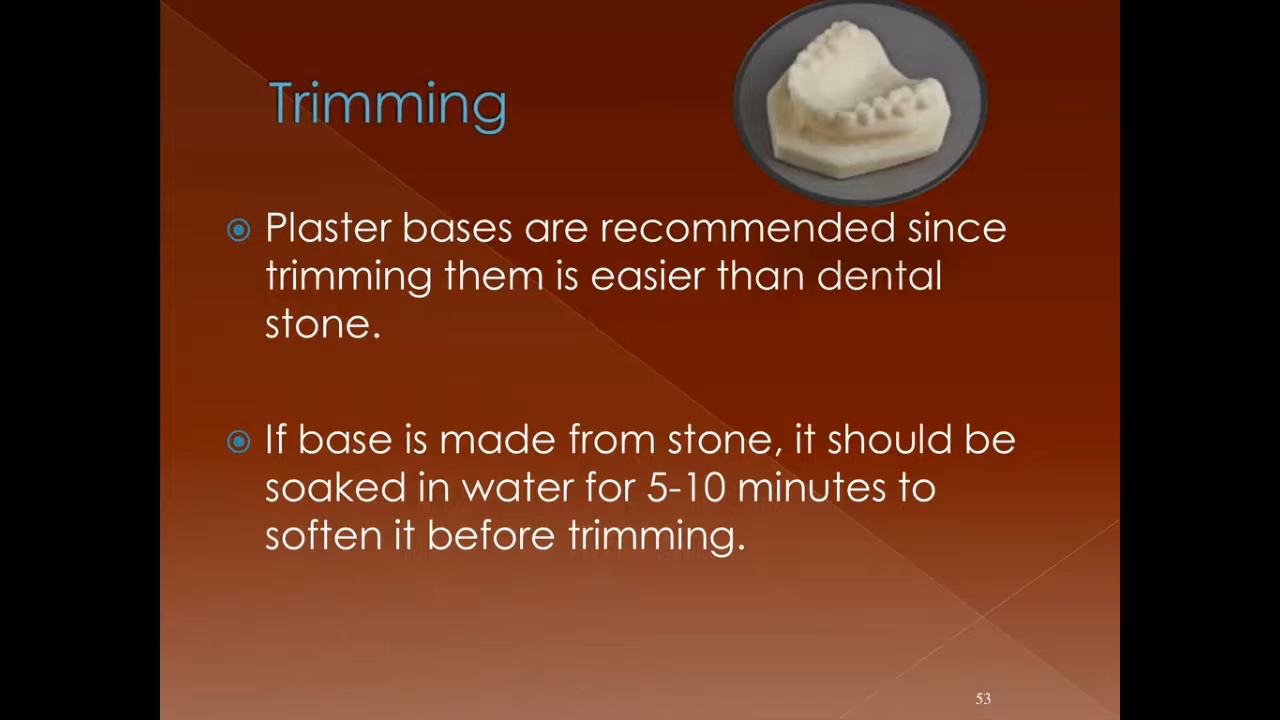 Trimming
Plaster bases are recommended since
trimming them is easier than dental
stone.
If base is made from stone, it should be
soaked in water for 5-10 minutes to
soften it before trimming.
53